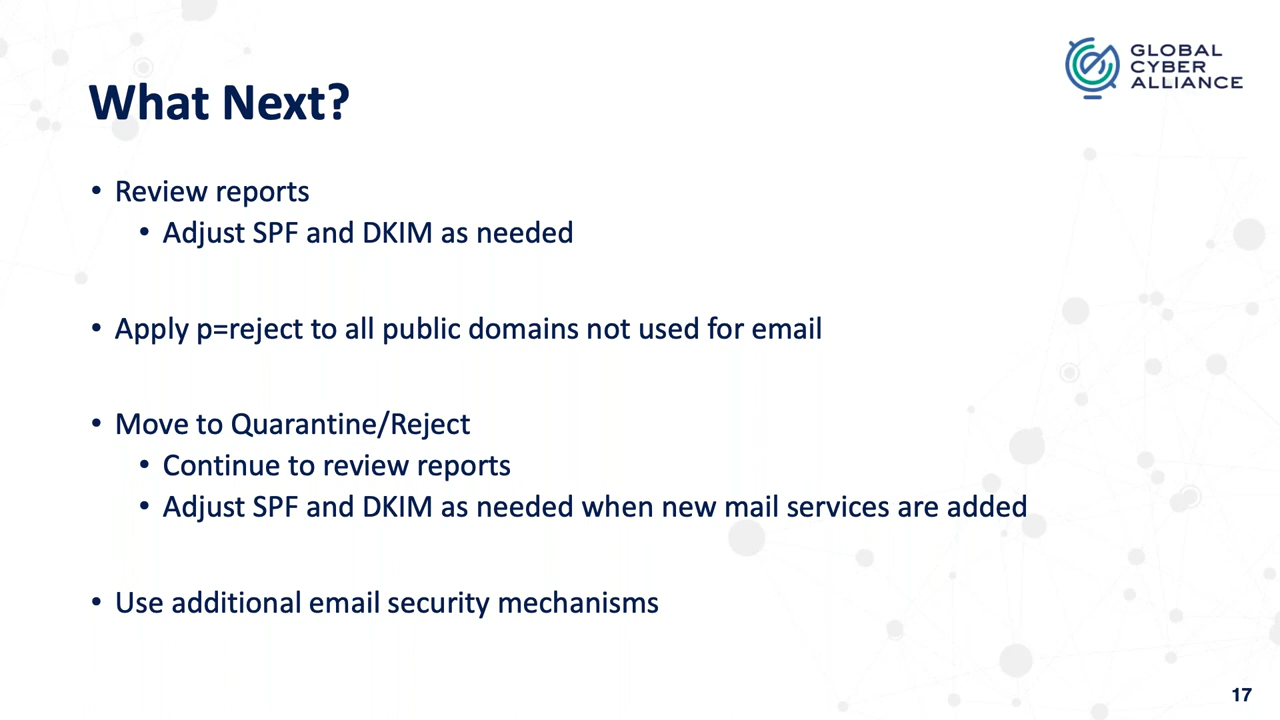 GLOBAL
CYBER
ALLIANCE
What Next?
• Review reports
• Adjust SPF and DKIM as needed
• Apply p=reject to all public domains not used for email
• Move to Quarantine/Reject
• Continue to review reports
• Adjust SPF and DKIM as needed when new mail services are added
• Use additional email security mechanisms
17